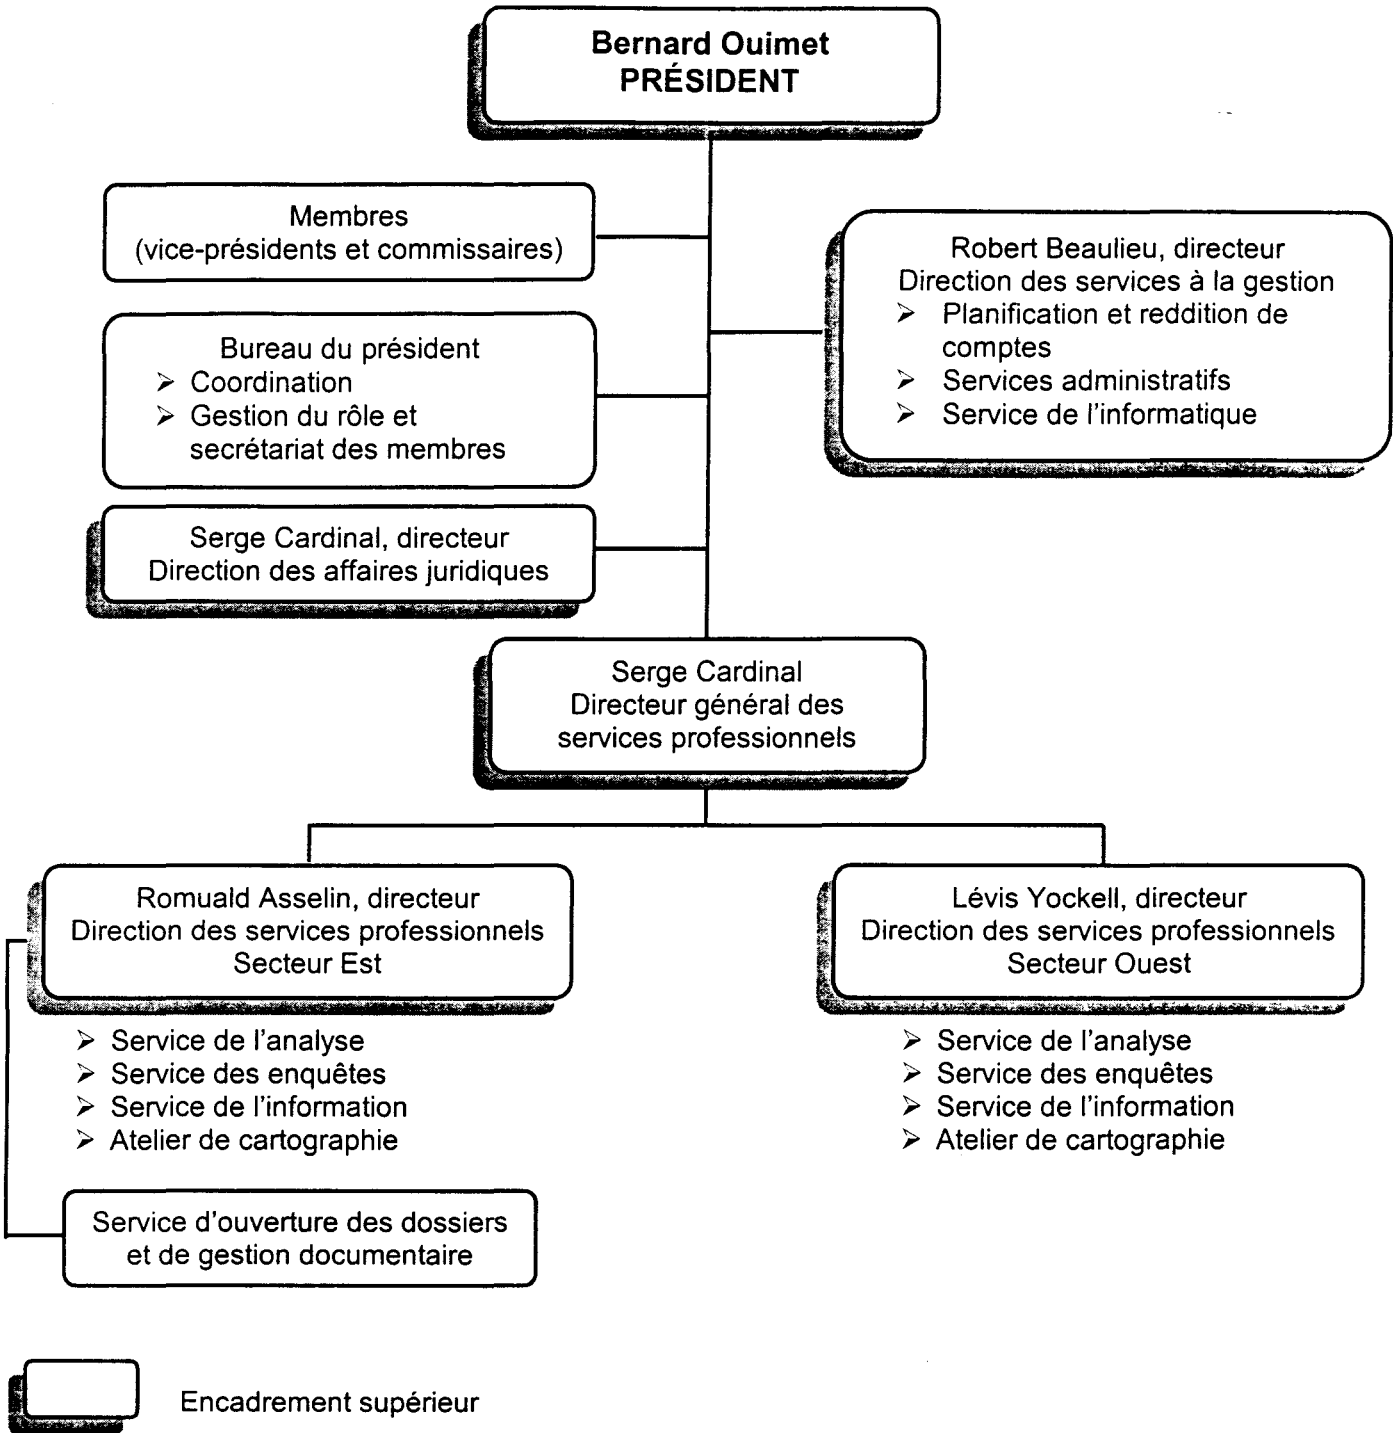 Bernard Ouimet
PRÉSIDENT
Membres
(vice-présidents et commissaires)
Robert Beaulieu, directeur
Direction des services à la gestion
➢ Planification et reddition de
comptes
➢ Services administratifs
➢ Service de l'informatique
Bureau du président
➢ Coordination
➢ Gestion du rôle et
secrétariat des membres
Serge Cardinal, directeur
Direction des affaires juridiques
Serge Cardinal
Directeur général des
services professionnels
Romuald Asselin, directeur
Direction des services professionnels
Secteur Est
➢ Service de l'analyse
➢ Service des enquêtes
➢ Service de l'information
➢ Atelier de cartographie
Service d'ouverture des dossiers
et de gestion documentaire
Lévis Yockell, directeur
Direction des services professionnels
Secteur Ouest
➢ Service de l'analyse
➢ Service des enquêtes
➢ Service de l'information
➢ Atelier de cartographie
Encadrement supérieur